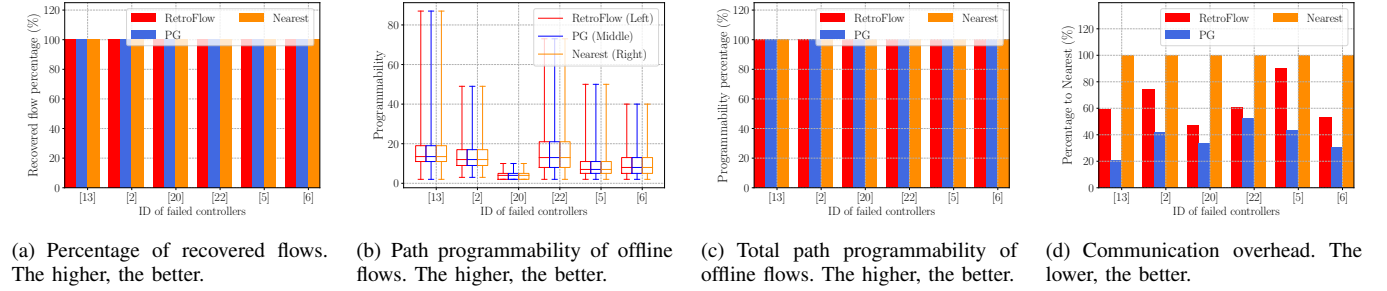 Recovered flow percentage (%)
120
100
80
60
40
20
0
RetroFlow
PG
Nearest
[13] [2] [20] [22] [5] [6]
ID of failed controllers
(a) Percentage of recovered flows.
The higher, the better.
Programmability
80
60
40
20
0
RetroFlow (Left)
PG (Middle)
Nearest (Right)
[13] [2] [20] [22] [5] [6]
ID of failed controllers
(b) Path programmability of offline
flows. The higher, the better.
Programmability percentage (%)
120
100
80
60
40
20
0
RetroFlow
PG
Nearest
[13] [2] [20] [22] [5] [6]
ID of failed controllers
(c) Total path programmability of
offline flows. The higher, the better.
Percentage to Nearest (%)
120
100
80
60
40
20
0
RetroFlow
PG
Nearest
[13] [2] [20] [22] [5] [6]
ID of failed controllers
(d) Communication overhead. The
lower, the better.